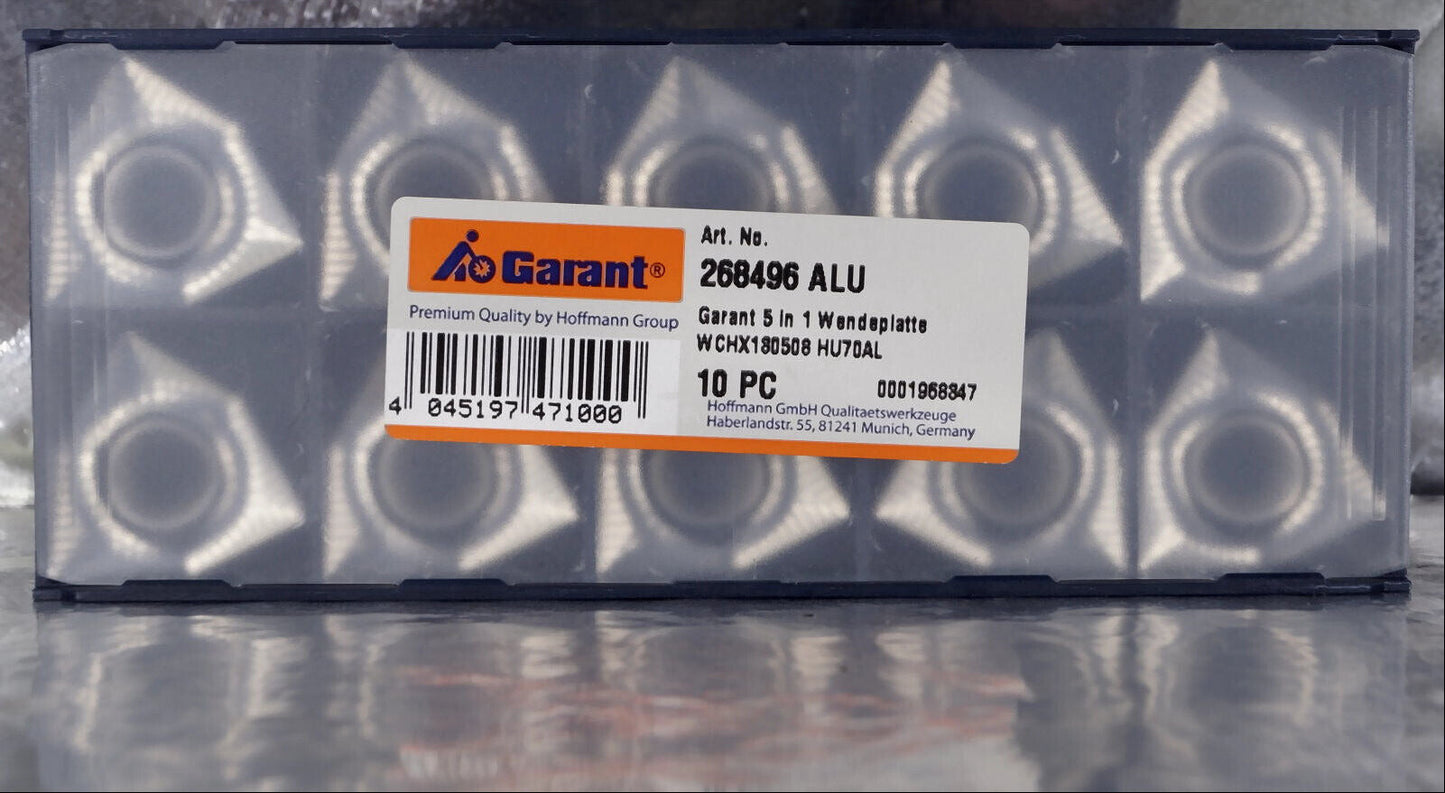 Garant®
Premium Quality by Hoffmann Group
4 045197 471000
Art. No.
268496 ALU
Garant 5 in 1 Wendeplatte
WCHX180508 HU70AL
10 PC 0001968847
Hoffmann GmbH Qualitaetswerkzeuge
Haberlandstr. 55, 81241 Munich, Germany